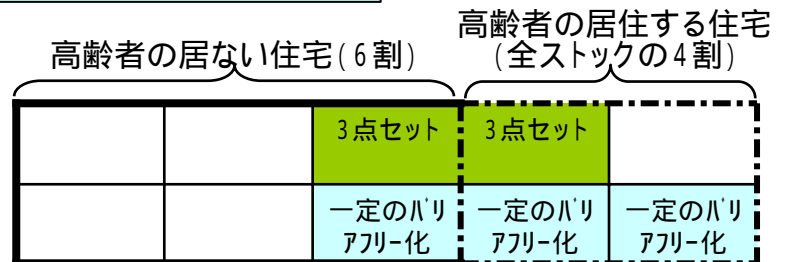 高齢者の居ない住宅(6割)
高齢者の居住する住宅
(全ストックの4割)
3点セット
3点セット
一定のﾊﾞﾘ
ｱﾌﾘｰ化
一定のﾊﾞﾘ
ｱﾌﾘｰ化
一定のﾊﾞﾘ
ｱﾌﾘｰ化